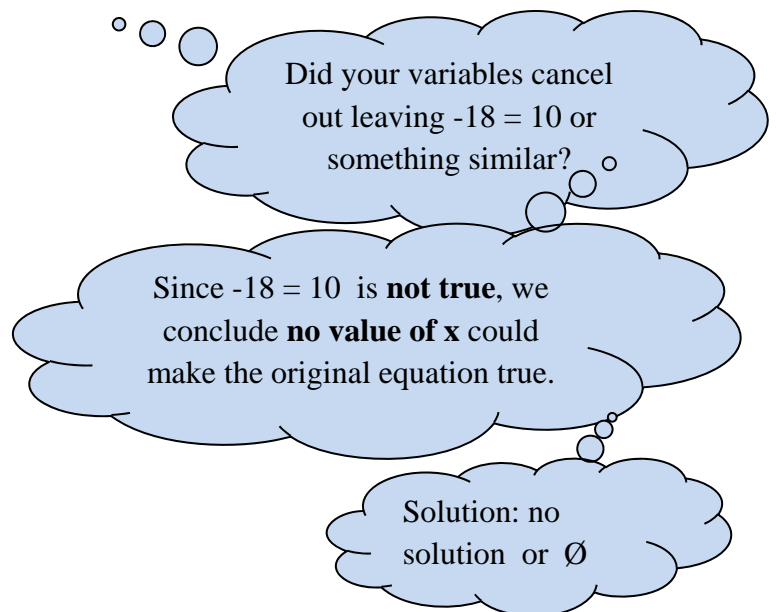 Did your variables cancel
out leaving -18 = 10 or
something similar?
Since -18 = 10 is not true, we
conclude no value of x could
make the original equation true.
Solution: no
solution or Ø